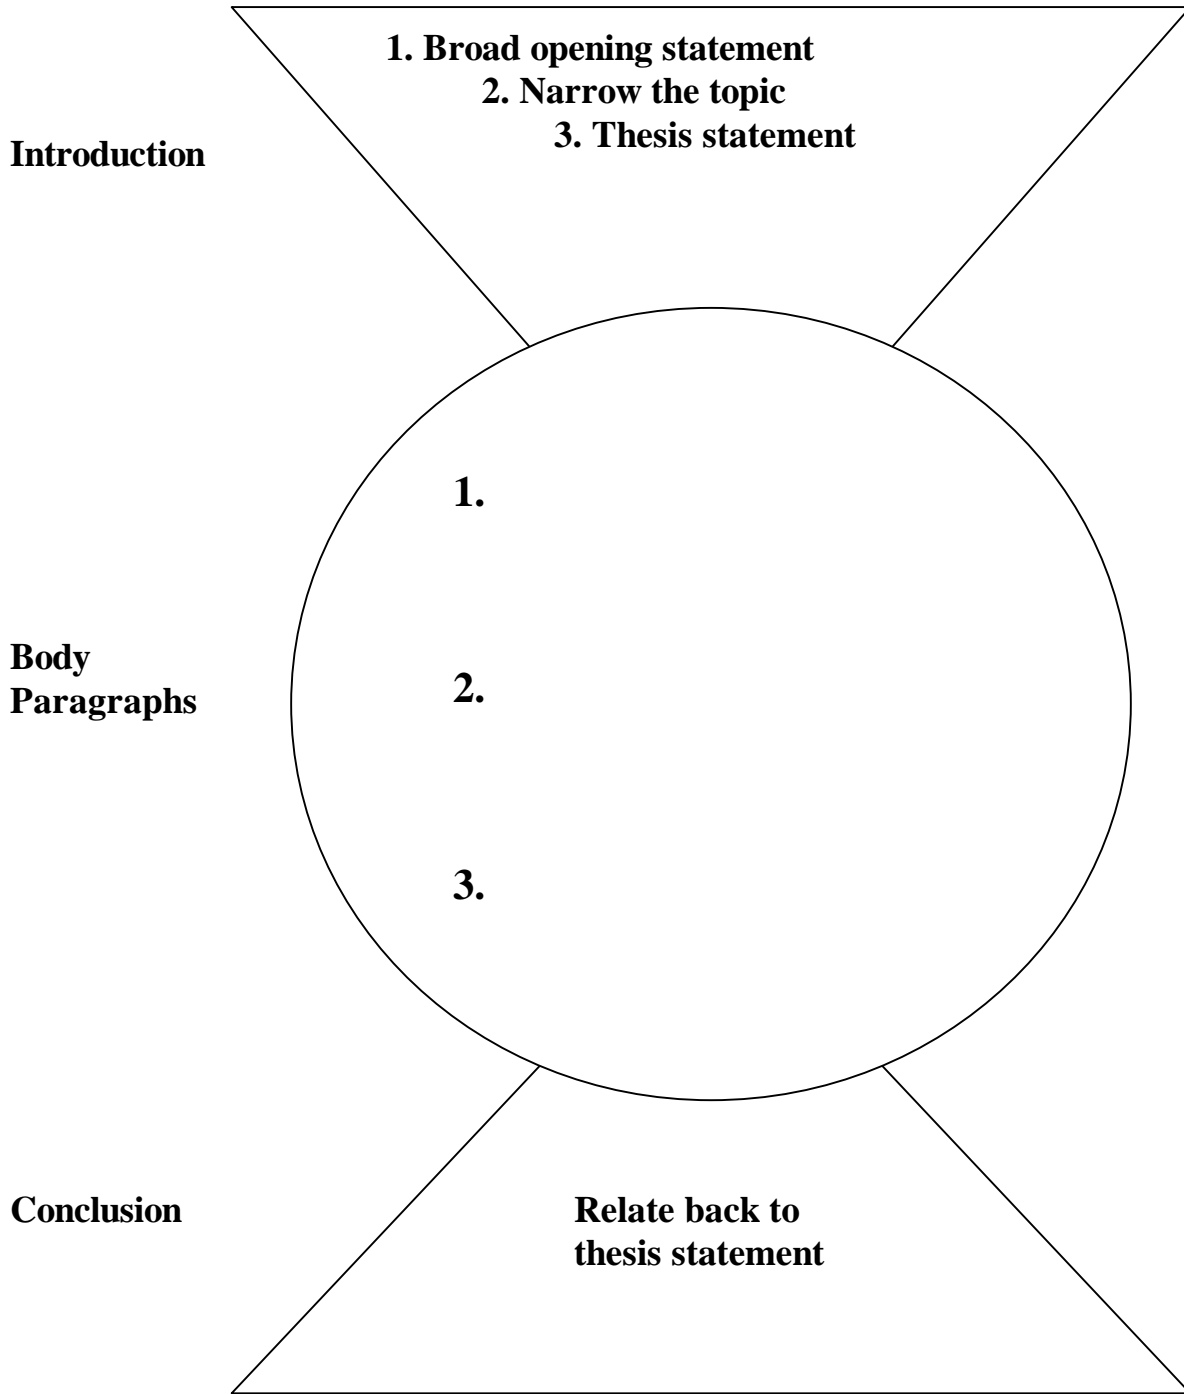 1. Broad opening statement
2. Narrow the topic
3. Thesis statement
Introduction
1.
Body
Paragraphs
2.
3.
Conclusion
Relate back to
thesis statement